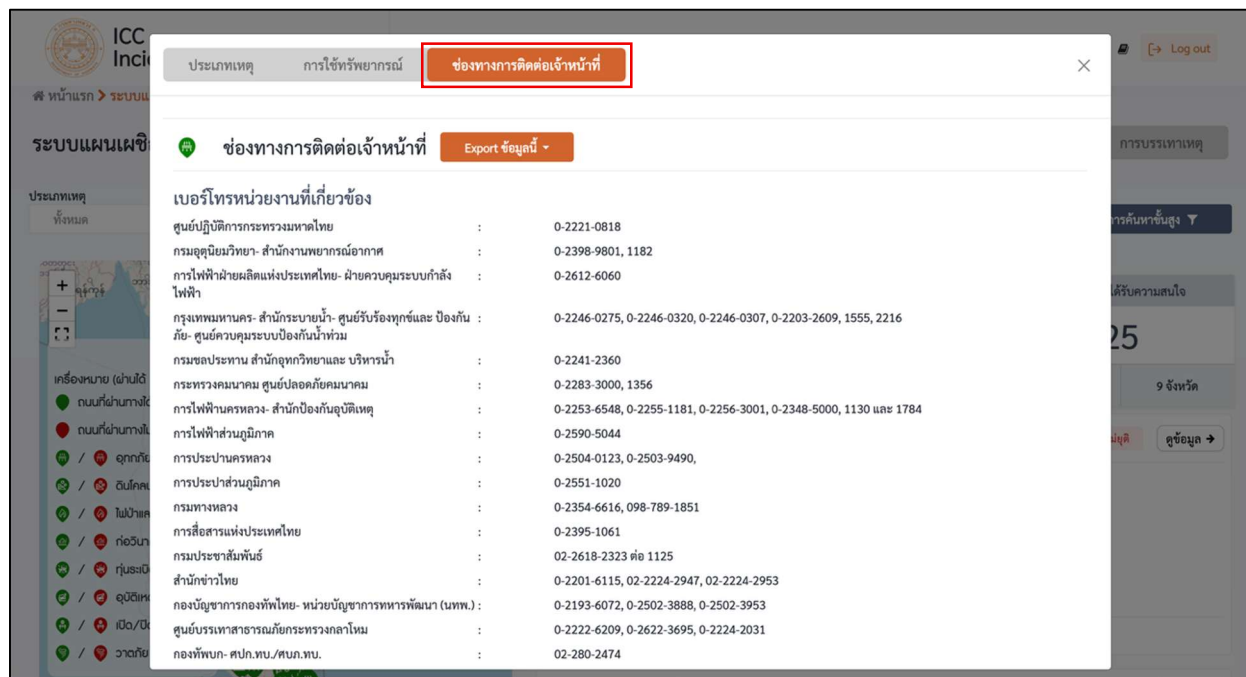 ICC
Inci
Log out
หน้าแรก
ประเภทเหตุ
การใช้ทรัพยากรณ์
ช่องทางการติดต่อเจ้าหน้าที่
ระบบแผนเผชิ
ช่องทางการติดต่อเจ้าหน้าที่
Export ข้อมูลนี้
การบรรเทาเหตุ
ประเภทเหตุ
ทั้งหมด
เบอร์โทรหน่วยงานที่เกี่ยวข้อง
ศูนย์ปฏิบัติการกระทรวงมหาดไทย : 0-2221-0818
กรมอุตุนิยมวิทยา- สำนักงานพยากรณ์อากาศ : 0-2398-9801, 1182
การไฟฟ้าฝ่ายผลิตแห่งประเทศไทย- ฝ่ายควบคุมระบบกำลัง : 0-2612-6060
ไฟฟ้า
กรุงเทพมหานคร- สำนักระบายน้ำ- ศูนย์รับร้องทุกข์และ ป้องกัน : 0-2246-0275, 0-2246-0320, 0-2246-0307, 0-2203-2609, 1555, 2216
ภัย- ศูนย์ควบคุมระบบป้องกันน้ำท่วม
กรมชลประทาน สำนักอุทกวิทยาและ บริหารน้ำ : 0-2241-2360
กระทรวงคมนาคม ศูนย์ปลอดภัยคมนาคม : 0-2283-3000, 1356
การไฟฟ้านครหลวง- สำนักป้องกันอุบัติเหตุ : 0-2253-6548, 0-2255-1181, 0-2256-3001, 0-2348-5000, 1130 และ 1784
การไฟฟ้าส่วนภูมิภาค : 0-2590-5044
การประปานครหลวง : 0-2504-0123, 0-2503-9490,
การประปาส่วนภูมิภาค : 0-2551-1020
กรมทางหลวง : 0-2354-6616, 098-789-1851
การสื่อสารแห่งประเทศไทย : 0-2395-1061
กรมประชาสัมพันธ์ : 02-2618-2323 ต่อ 1125
สำนักข่าวไทย : 0-2201-6115, 02-2224-2947, 02-2224-2953
กองบัญชาการกองทัพไทย- หน่วยบัญชาการทหารพัฒนา (นทพ.) : 0-2193-6072, 0-2502-3888, 0-2502-3953
ศูนย์บรรเทาสาธารณภัยกระทรวงกลาโหม : 0-2222-6209, 0-2622-3695, 0-2224-2031
กองทัพบก- ศปภ.ทบ./ศบภ.ทบ. : 02-280-2474
เครื่องหมาย (ผ่านได้
ถนนที่ผ่านทางได้
/ อุทกภัย
/ วาตภัย
ารค้นหาขั้นสูง
ได้รับความสนใจ
25
9 จังหวัด
ดูข้อมูล